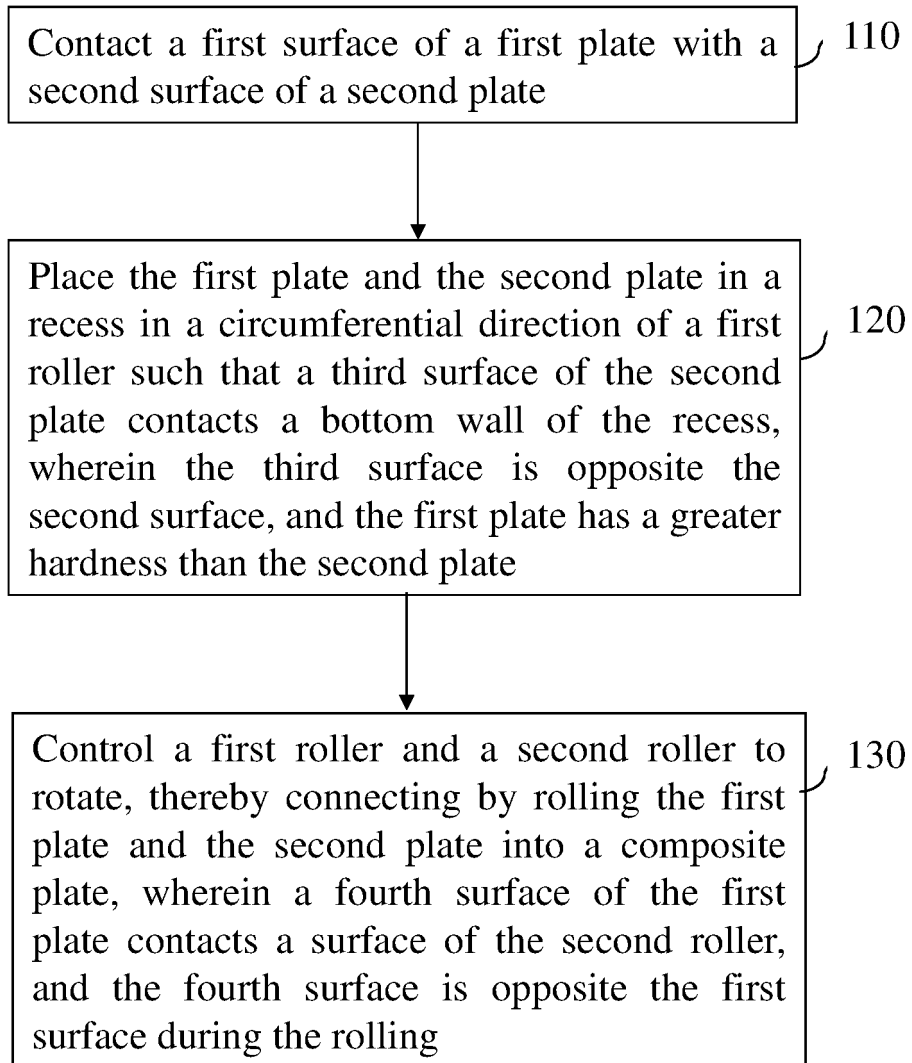 Contact a first surface of a first plate with a
second surface of a second plate
110
Place the first plate and the second plate in a
recess in a circumferential direction of a first
roller such that a third surface of the second
plate contacts a bottom wall of the recess,
wherein the third surface is opposite the
second surface, and the first plate has a greater
hardness than the second plate
120
Control a first roller and a second roller to
rotate, thereby connecting by rolling the first
plate and the second plate into a composite
plate, wherein a fourth surface of the first
plate contacts a surface of the second roller,
and the fourth surface is opposite the first
surface during the rolling
130